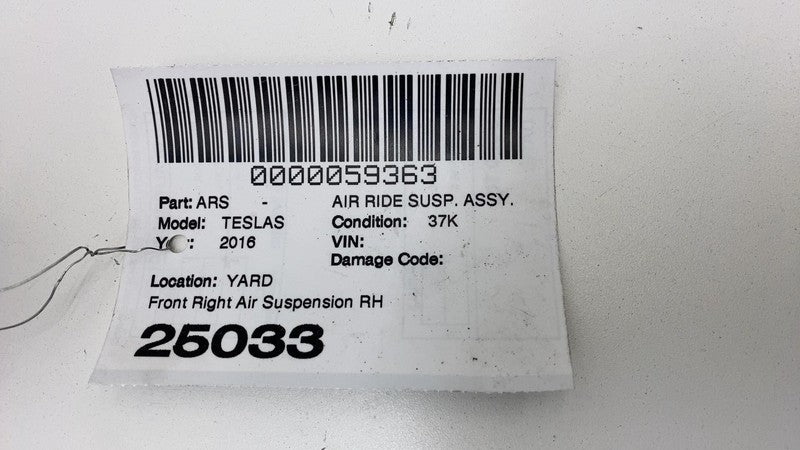 0000059363
Part: ARS - AIR RIDE SUSP. ASSY.
Model: TESLAS Condition: 37K
2016 VIN:
Damage Code:
Location: YARD
Front Right Air Suspension RH
25033